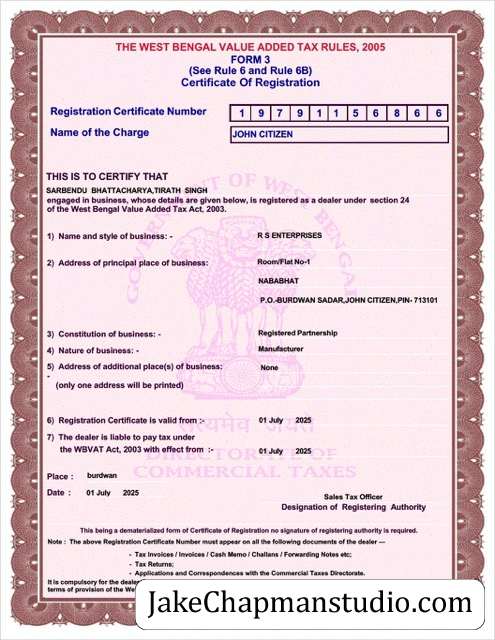 THE WEST BENGAL VALUE ADDED TAX RULES, 2005
FORM 3
(See Rule 6 and Rule 6B)
Certificate Of Registration
Registration Certificate Number 1 9 7 9 1 1 5 6 8 6 6
Name of the Charge JOHN CITIZEN
THIS IS TO CERTIFY THAT
SARBENDU BHATTACHARYA,TIRATH SINGH
engaged in business, whose details are given below, is registered as a dealer under section 24
of the West Bengal Value Added Tax Act, 2003.
1) Name and style of business: - R S ENTERPRISES
2) Address of principal place of business: Room/Flat No-1
NABABHAT
P.O.-BURDWAN SADAR,JOHN CITIZEN,PIN- 713101
3) Constitution of business: - Registered Partnership
4) Nature of business: - Manufacturer
5) Address of additional place(s) of business: None
-
(only one address will be printed)
6) Registration Certificate is valid from :- 01 July 2025
7) The dealer is liable to pay tax under
the WBVAT Act, 2003 with effect from :- 01 July 2025
GOVERNMENT OF WEST BENGAL
सत्यमेव जयते
DIRECTORATE OF
COMMERCIAL TAXES
Place : burdwan
Date : 01 July 2025
Sales Tax Officer
Designation of Registering Authority
This being a dematerialized form of Certificate of Registration no signature of registering authority is required.
Note : The above Registration Certificate Number must appear on all the following documents of the dealer ---
- Tax Invoices / Invoices / Cash Memo / Challans / Forwarding Notes etc;
- Tax Returns;
- Applications and Correspondences with the Commercial Taxes Directorate.
It is compulsory for the dealer
terms of provision of the
JakeChapmanstudio.com